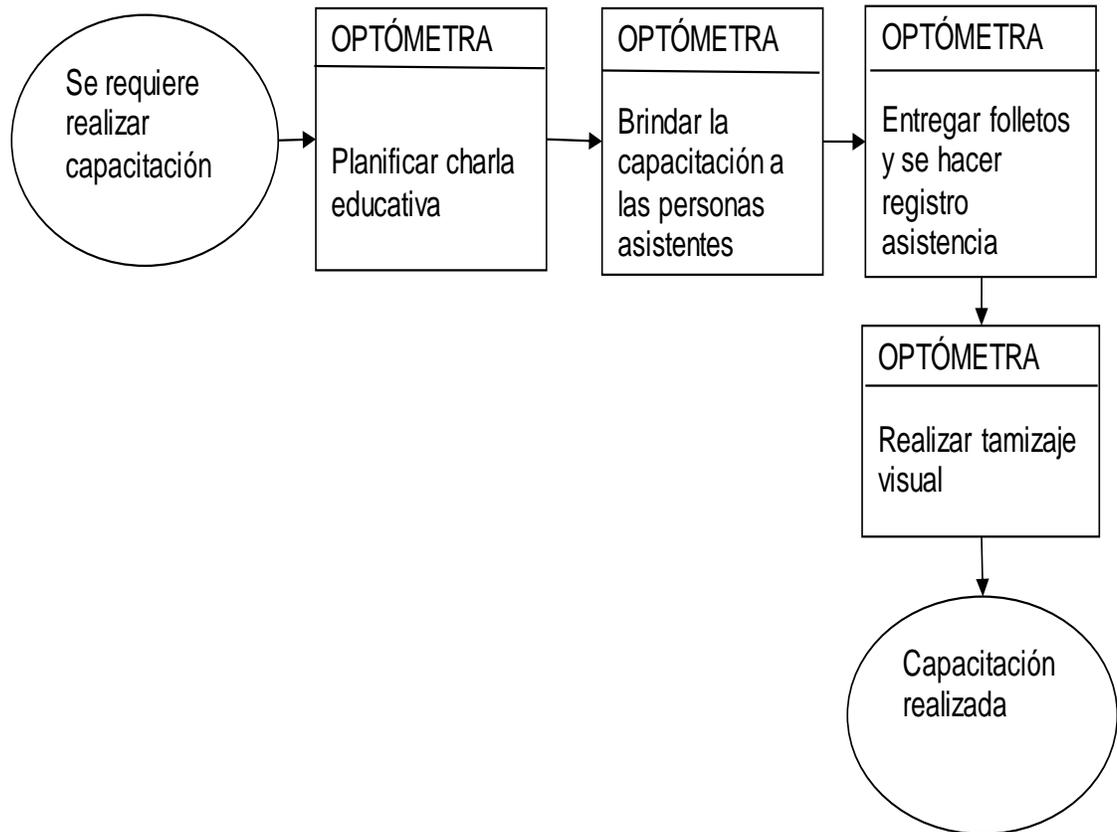 Se requiere
realizar
capacitación
OPTÓMETRA
Planificar charla
educativa
OPTÓMETRA
Brindar la
capacitación a
las personas
asistentes
OPTÓMETRA
Entregar folletos
y se hacer
registro
asistencia
OPTÓMETRA
Realizar tamizaje
visual
Capacitación
realizada